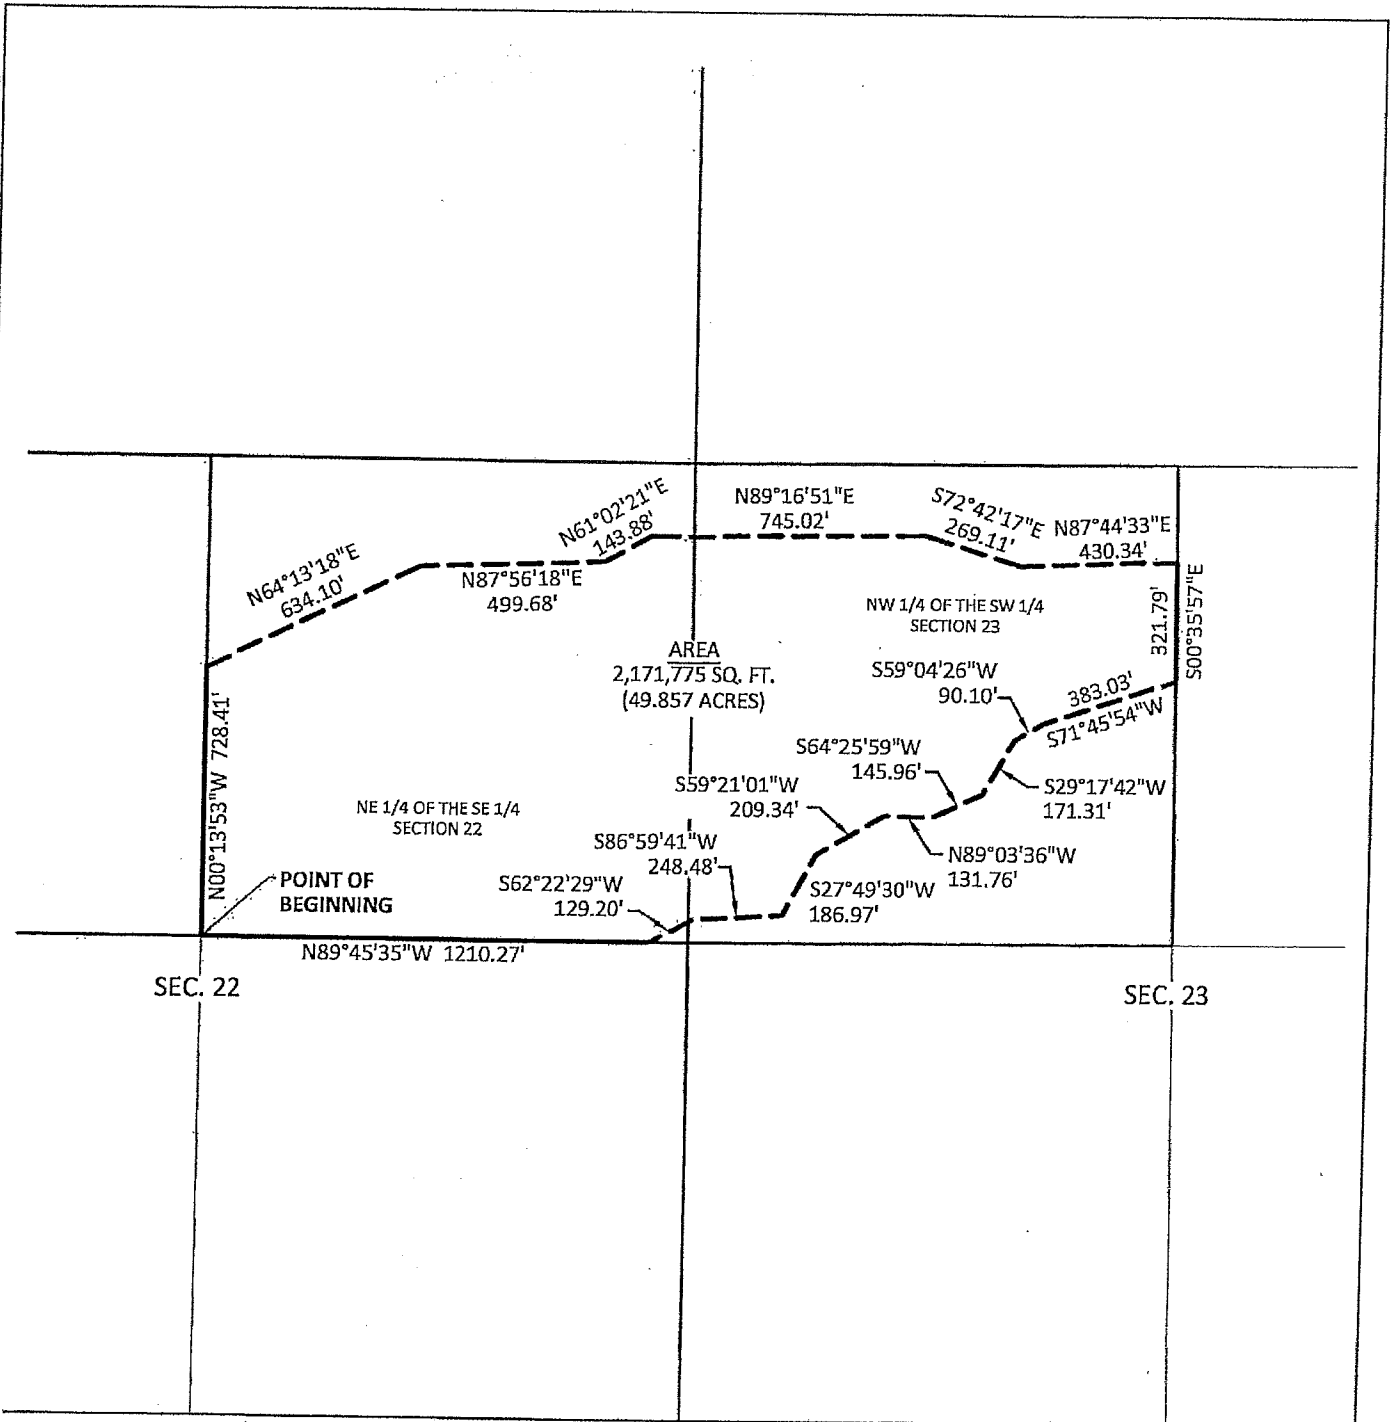 N89°16'51"E
745.02'
S72°42'17"E
269.11'
N87°44'33"E
430.34'
N61°02'21"E
143.88'
N64°13'18"E
634.10'
N87°56'18"E
499.68'
321.79'
S00°35'57"E
NW 1/4 OF THE SW 1/4
SECTION 23
AREA
2,171,775 SQ. FT.
(49.857 ACRES)
S59°04'26"W
90.10'
383.03'
S71°45'54"W
N00°13'53"W 728.41'
S64°25'59"W
145.96'
S59°21'01"W
209.34'
S29°17'42"W
171.31'
NE 1/4 OF THE SE 1/4
SECTION 22
S86°59'41"W
248.48'
N89°03'36"W
131.76'
POINT OF
BEGINNING
S62°22'29"W
129.20'
S27°49'30"W
186.97'
N89°45'35"W 1210.27'
SEC. 22
SEC. 23